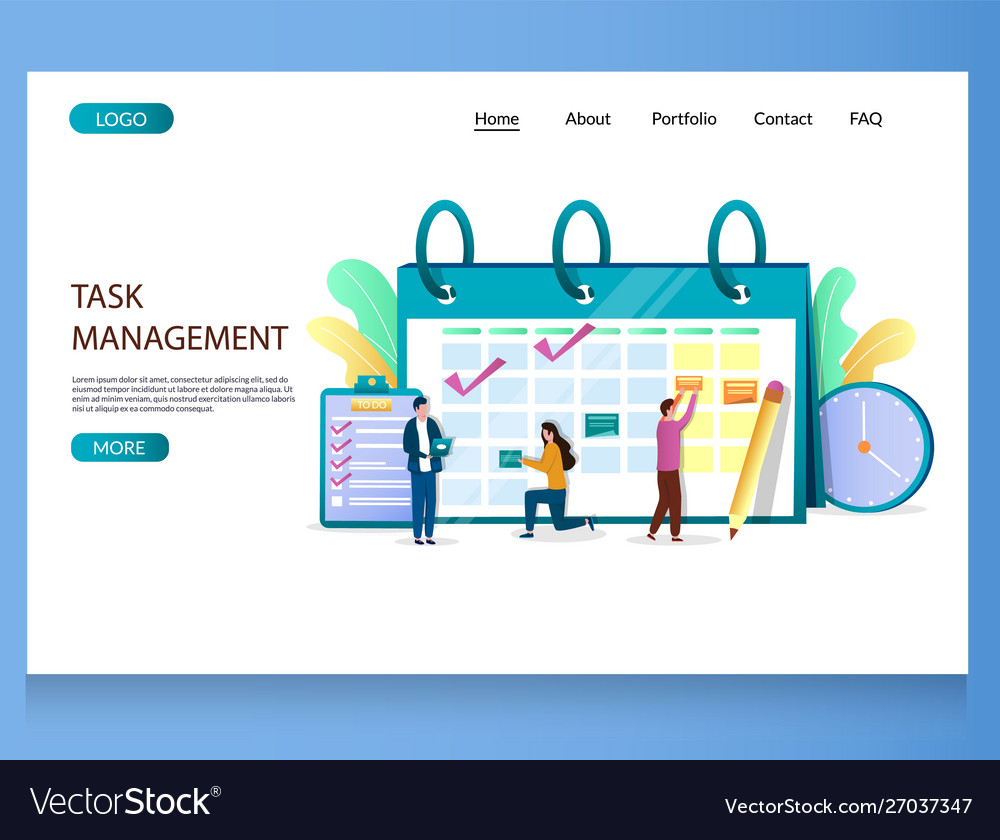 LOGO
Home About Portfolio Contact FAQ
TASK
MANAGEMENT
Lorem ipsum dolor sit amet, consectetur adipiscing elit, sed do
eiusmod tempor incididunt ut labore et dolore magna aliqua. Ut
enim ad minim veniam, quis nostrud exercitation ullamco laboris
nisi ut aliquip ex ea commodo consequat.
MORE
TO DO
VectorStock®
VectorStock.com/27037347